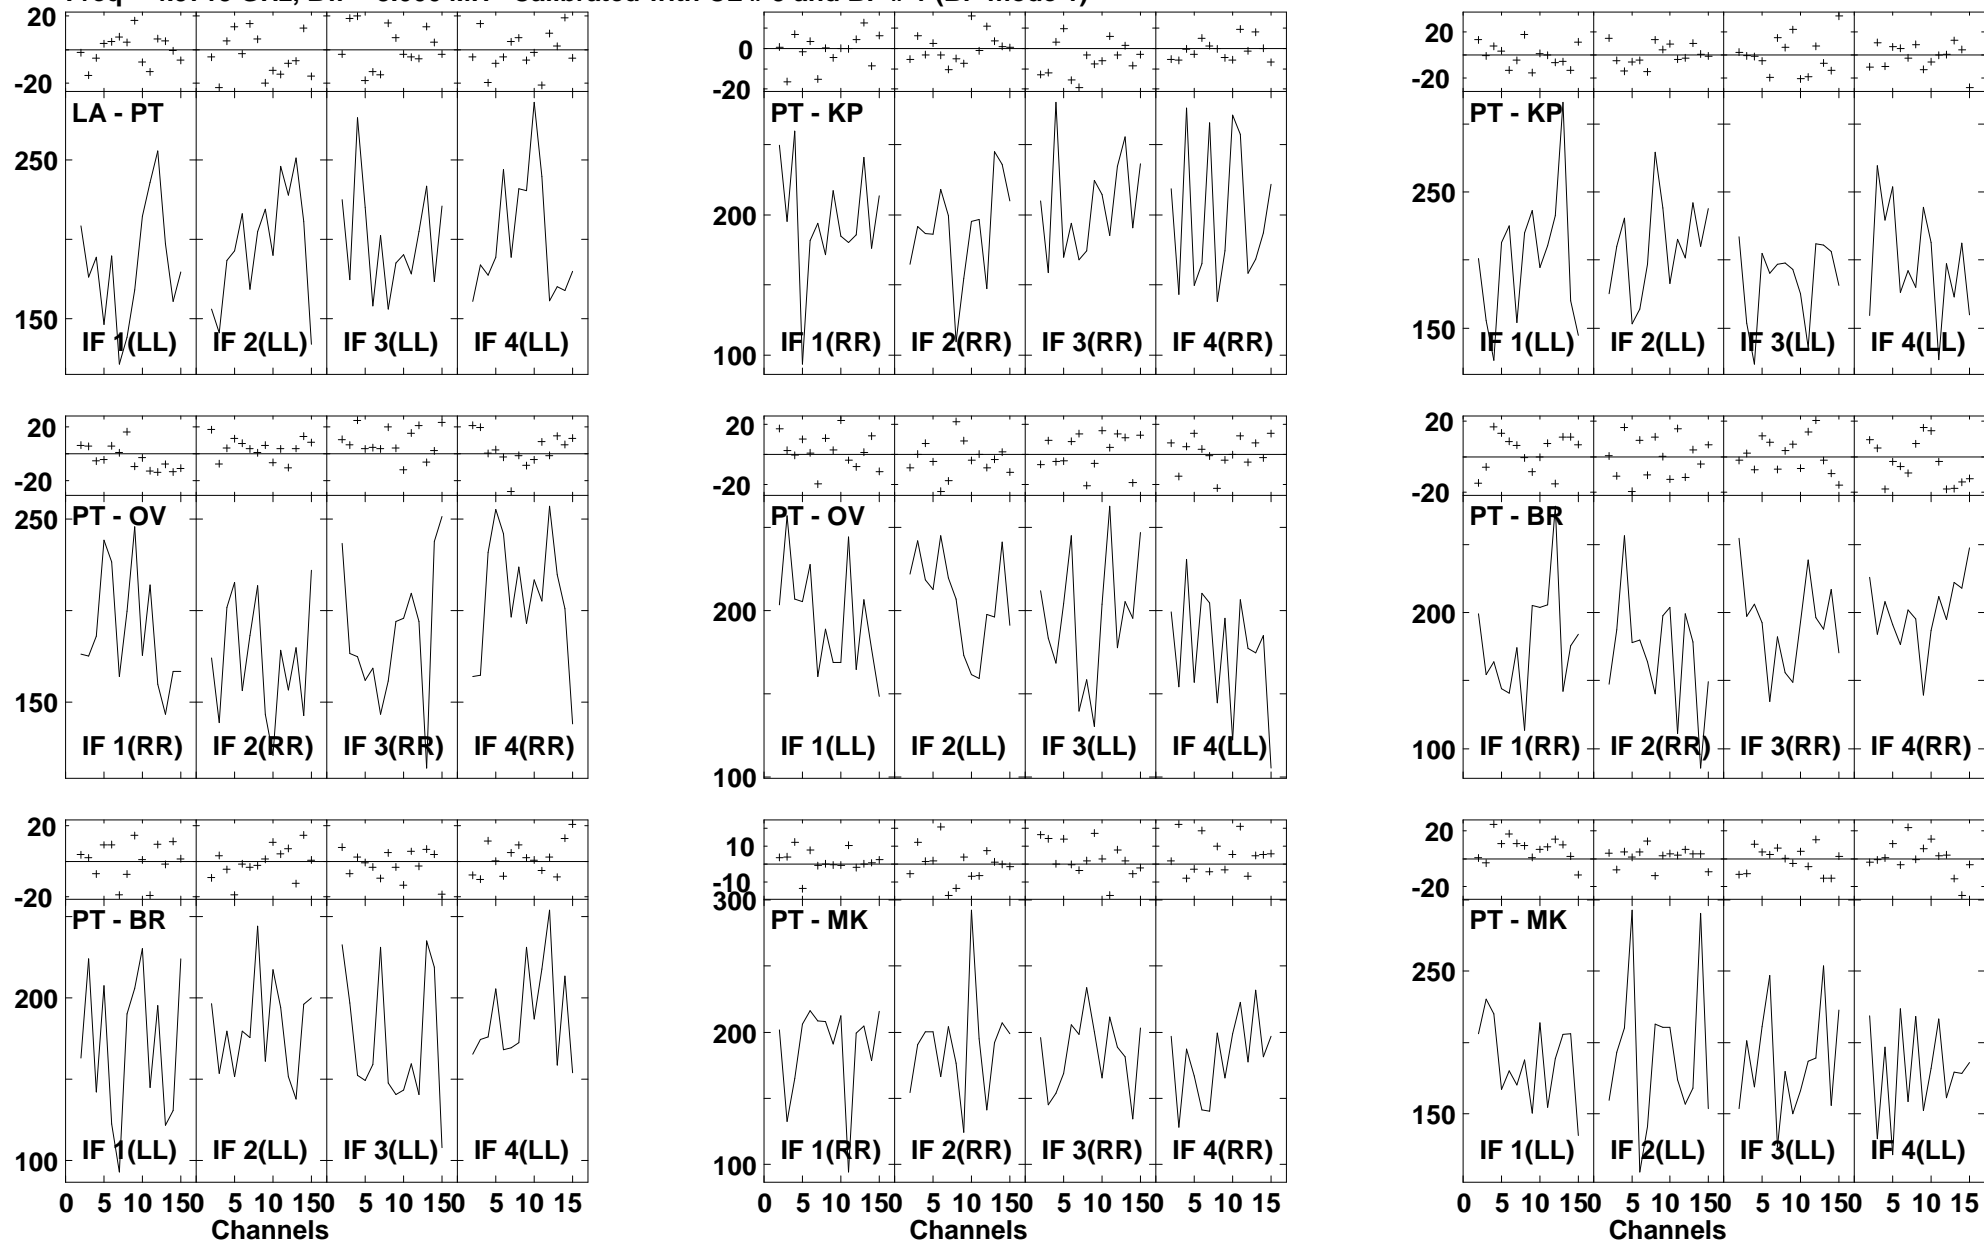 20 20 20
0
-20 -20 -20
LA - PT PT - KP PT - KP
250 250
200
150 150
100
IF 1(LL) IF 2(LL) IF 3(LL) IF 4(LL) IF 1(RR) IF 2(RR) IF 3(RR) IF 4(RR) IF 1(LL) IF 2(LL) IF 3(LL) IF 4(LL)
20 20 20
-20 -20 -20
PT - OV PT - OV PT - BR
250
200 200
150
100 100
IF 1(RR) IF 2(RR) IF 3(RR) IF 4(RR) IF 1(LL) IF 2(LL) IF 3(LL) IF 4(LL) IF 1(RR) IF 2(RR) IF 3(RR) IF 4(RR)
20 10 20
-20 -10 -20
300
PT - BR PT - MK PT - MK
250
200 200
150
100 100
IF 1(LL) IF 2(LL) IF 3(LL) IF 4(LL) IF 1(RR) IF 2(RR) IF 3(RR) IF 4(RR) IF 1(LL) IF 2(LL) IF 3(LL) IF 4(LL)
0 5 10 150 5 10 150 5 10 150 5 10 15 0 5 10 150 5 10 150 5 10 150 5 10 15 0 5 10 150 5 10 150 5 10 150 5 10 15
Channels Channels Channels